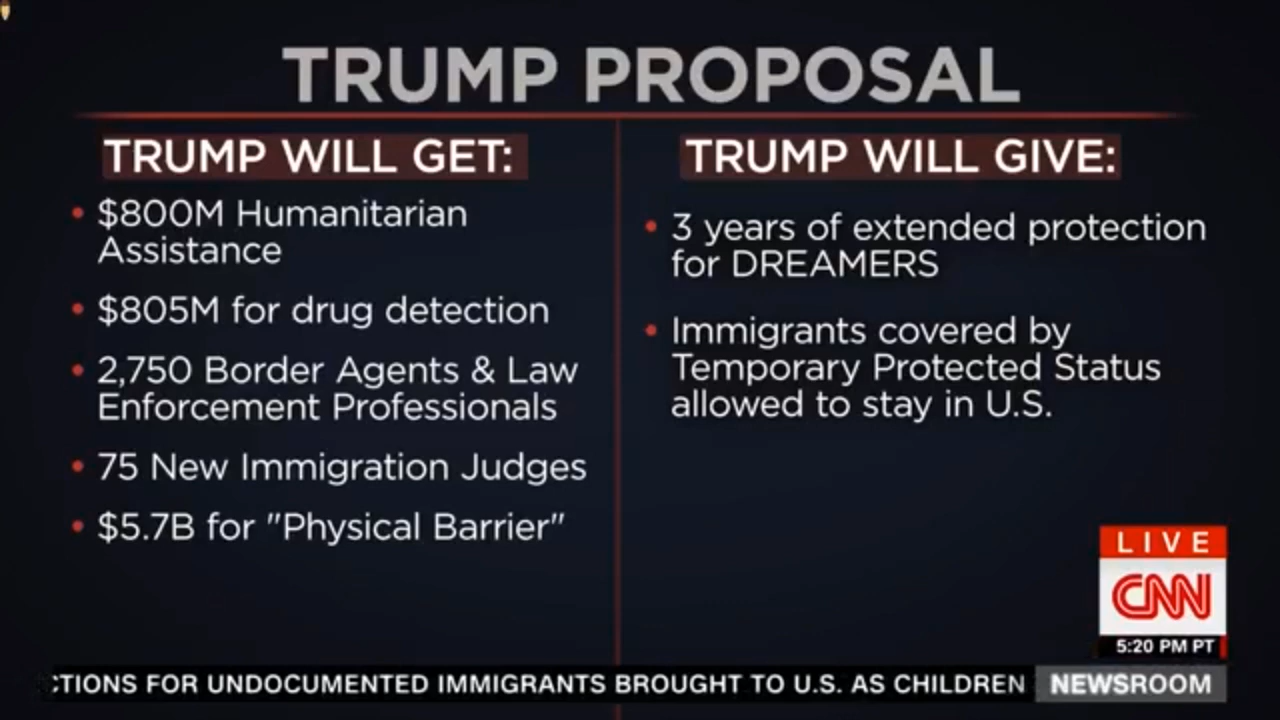 TRUMP PROPOSAL
TRUMP WILL GET:
• $800M Humanitarian
Assistance
• $805M for drug detection
• 2,750 Border Agents & Law
Enforcement Professionals
• 75 New Immigration Judges
• $5.7B for "Physical Barrier"
TRUMP WILL GIVE:
• 3 years of extended protection
for DREAMERS
• Immigrants covered by
Temporary Protected Status
allowed to stay in U.S.
LIVE
CNN
5:20 PM PT
CTIONS FOR UNDOCUMENTED IMMIGRANTS BROUGHT TO U.S. AS CHILDREN
NEWSROOM